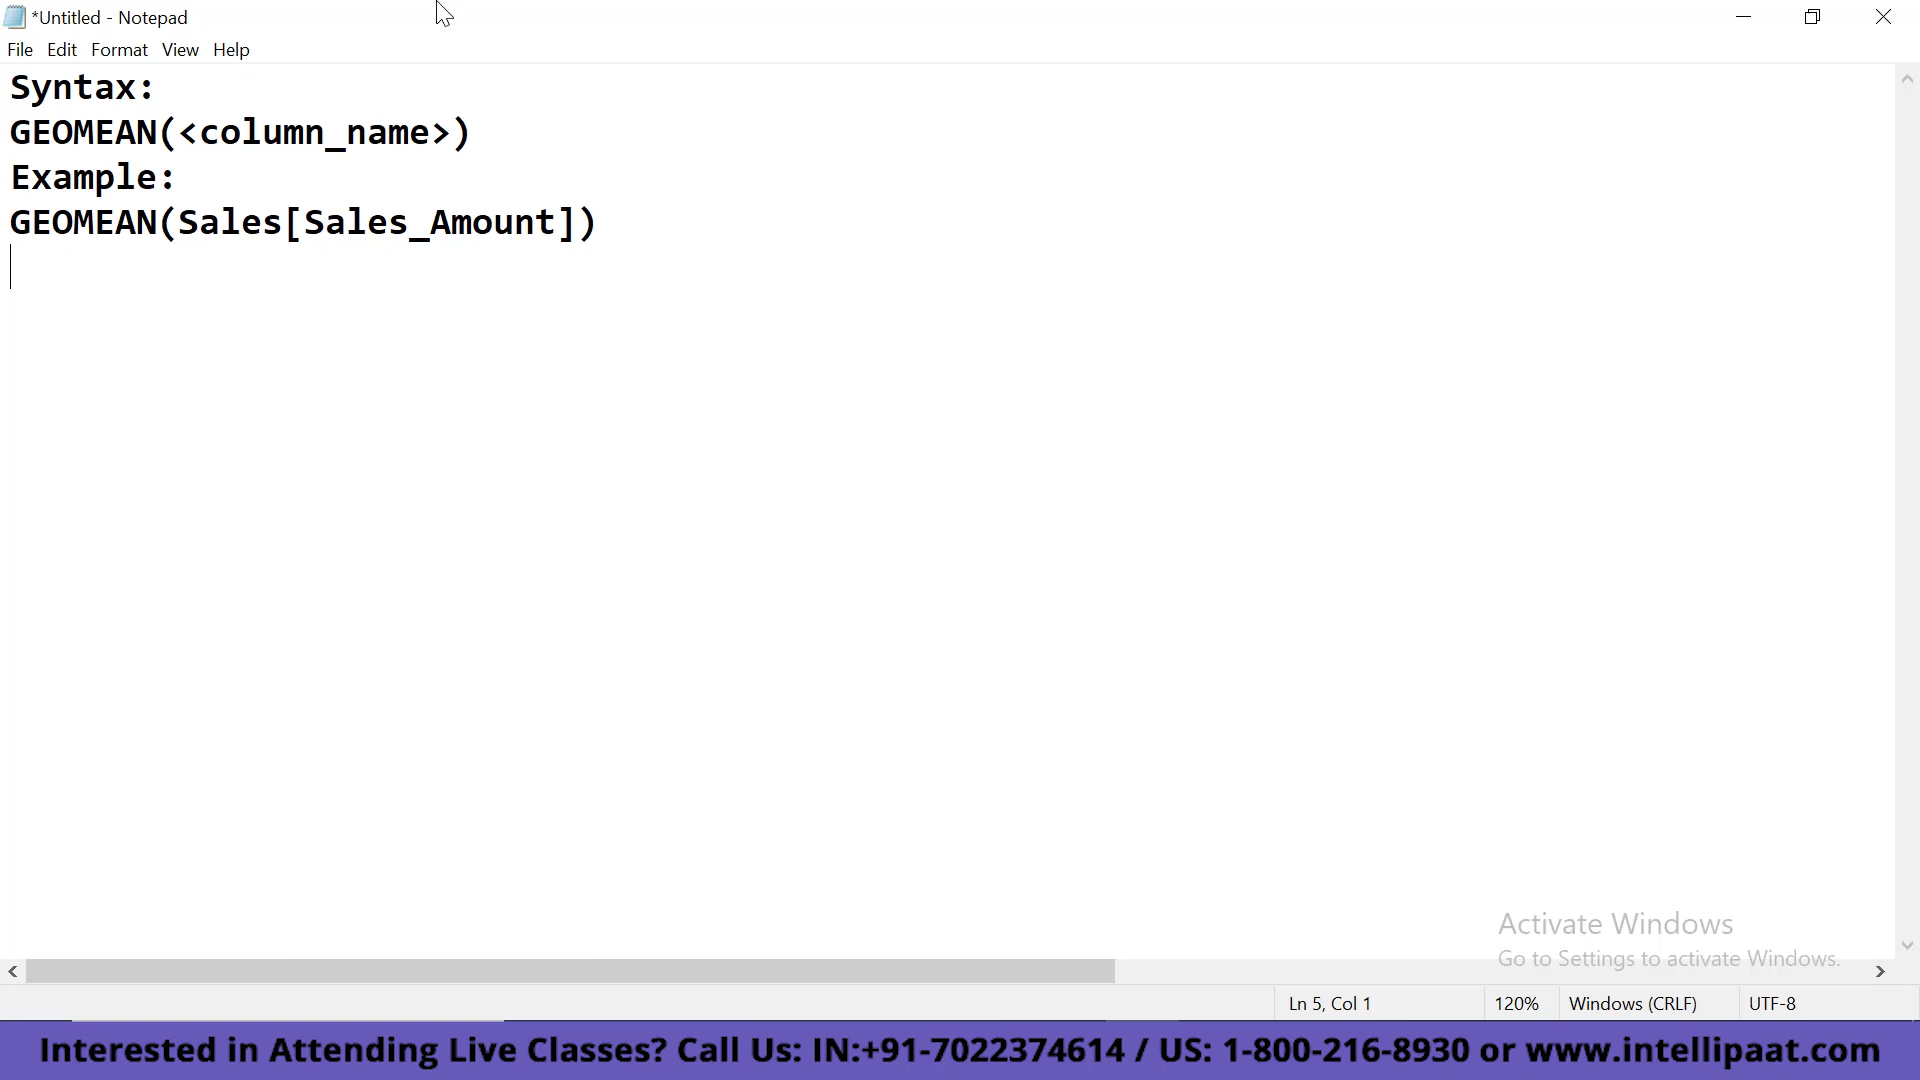 *Untitled - Notepad
File Edit Format View Help
Syntax:
GEOMEAN(<column_name>)
Example:
GEOMEAN(Sales[Sales_Amount])
Activate Windows
Go to Settings to activate Windows.
Ln 5, Col 1 120% Windows (CRLF) UTF-8
Interested in Attending Live Classes? Call Us: IN:+91-7022374614 / US: 1-800-216-8930 or www.intellipaat.com